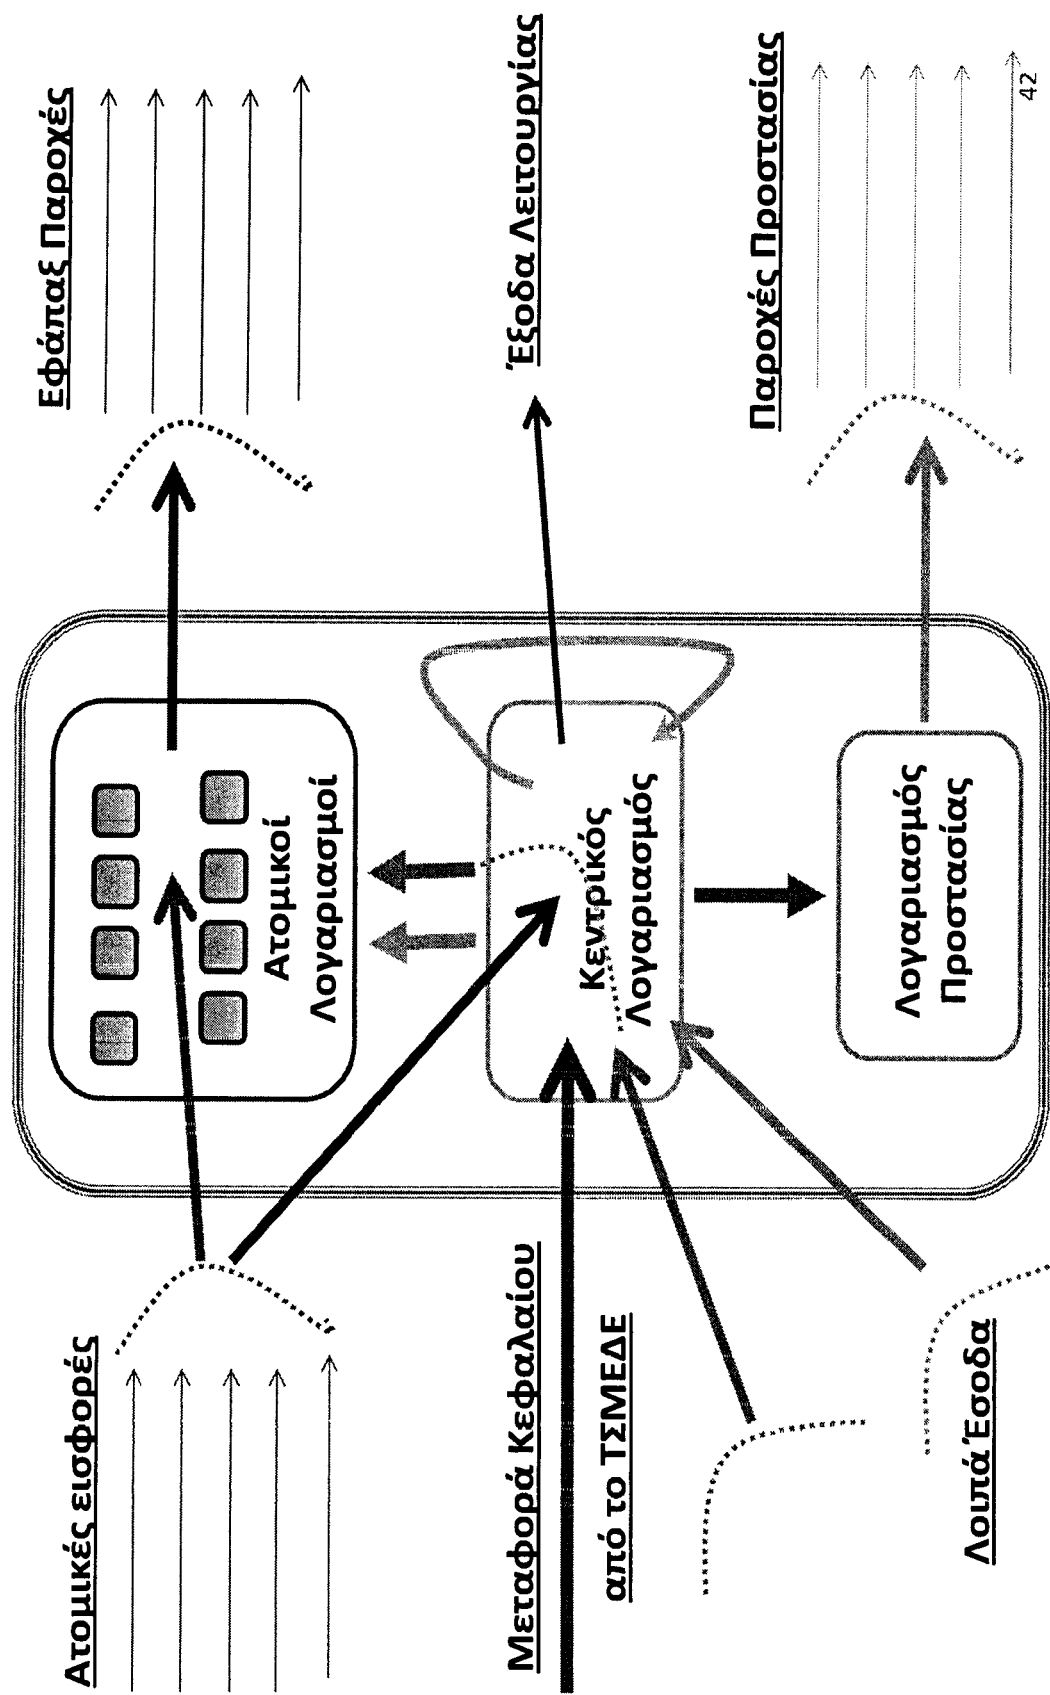 Ατομικές εισφορές
Μεταφορά Κεφαλαίου
από το ΤΣΜΕΔΕ
Λοιπά Έσοδα
Ατομικοί
Λογαριασμοί
Κεντρικός
Λογαριασμός
Λογαριασμός
Προστασίας
Εφάπαξ Παροχές
Έξοδα Λειτουργίας
Παροχές Προστασίας
42